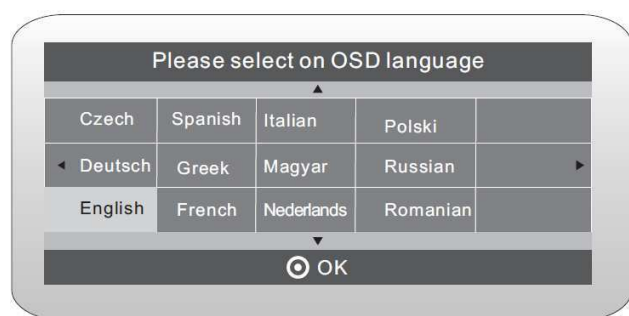 Please select on OSD language
Czech Spanish Italian Polski
Deutsch Greek Magyar Russian
English French Nederlands Romanian
OK